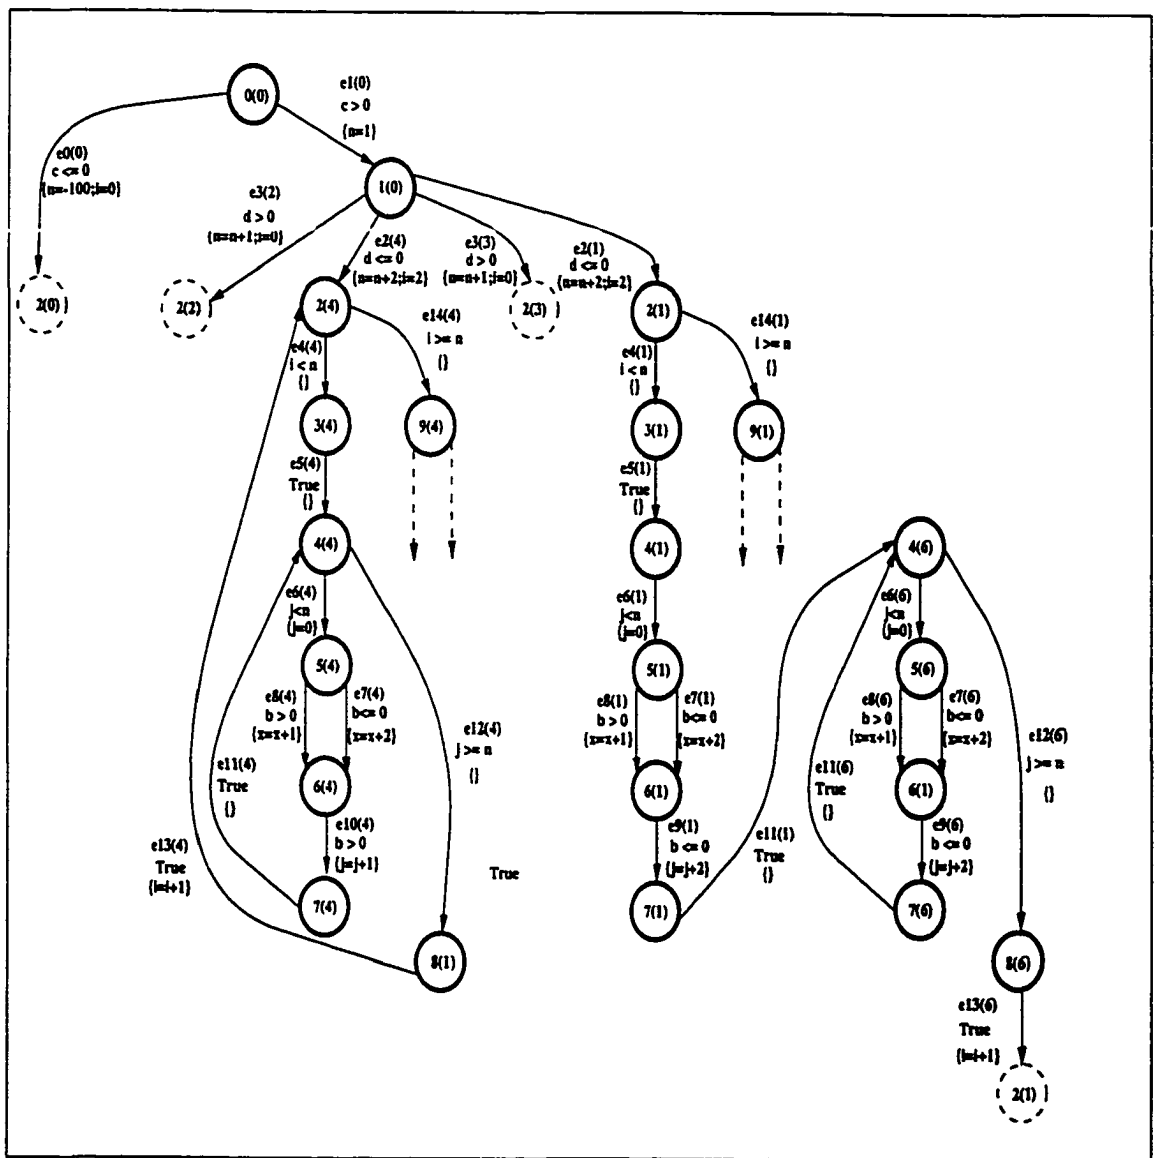 0(0)
e1(0)
c > 0
{n=1}
e0(0)
c <= 0
{n=-100;i=0}
1(0)
e3(2)
d > 0
{n=n+1;i=0}
e2(4)
d <= 0
{n=n+2;i=2}
e3(3)
d > 0
{n=n+1;i=0}
e2(1)
d <= 0
{n=n+2;i=2}
2(0)
2(2)
2(4)
2(3)
2(1)
e14(4)
i >= n
{}
e14(1)
i >= n
{}
e4(4)
i < n
{}
e4(1)
i < n
{}
3(4)
9(4)
3(1)
9(1)
e5(4)
True
{}
e5(1)
True
{}
4(4)
4(1)
4(6)
e6(4)
j<n
{j=0}
e6(1)
j<n
{j=0}
e6(6)
j<n
{j=0}
5(4)
5(1)
5(6)
e8(4)
b > 0
{x=x+1}
e7(4)
b<= 0
{x=x+2}
e8(1)
b > 0
{x=x+1}
e7(1)
b<= 0
{x=x+2}
e8(6)
b > 0
{x=x+1}
e7(6)
b<= 0
{x=x+2}
e12(4)
j >= n
{}
e12(6)
j >= n
{}
e11(4)
True
{}
e11(6)
True
{}
6(4)
6(1)
6(1)
e10(4)
b > 0
{j=j+1}
e9(1)
b <= 0
{j=j+2}
e11(1)
True
{}
e9(6)
b <= 0
{j=j+2}
e13(4)
True
{i=i+1}
True
7(4)
7(1)
7(6)
8(1)
8(6)
e13(6)
True
{i=i+1}
2(1)